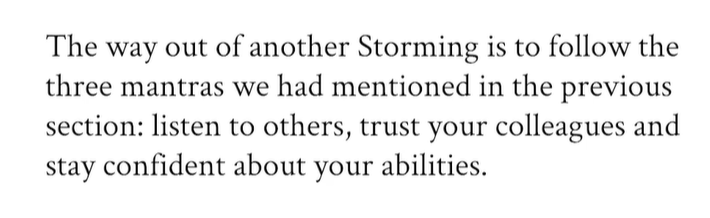 The way out of another Storming is to follow the
three mantras we had mentioned in the previous
section: listen to others, trust your colleagues and
stay confident about your abilities.